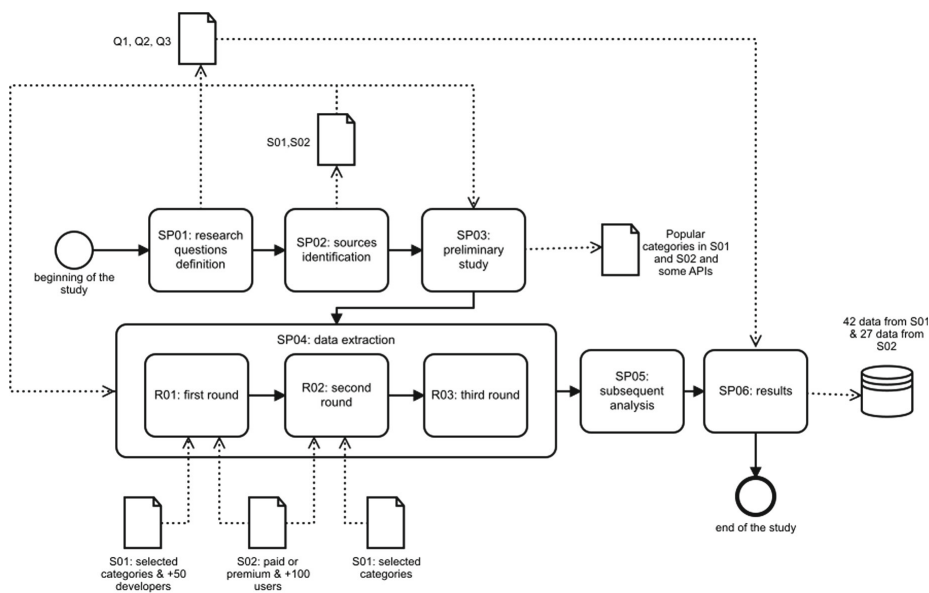 Q1, Q2, Q3
S01,S02
SP01: research
questions
definition
SP02: sources
identification
SP03:
preliminary
study
Popular
categories in S01
and S02 and
some APIs
beginning of the
study
SP04: data extraction
42 data from S01
& 27 data from
S02
R01: first round
R02: second
round
R03: third round
SP05:
subsequent
analysis
SP06: results
end of the study
S01: selected
categories & +50
developers
S02: paid or
premium & +100
users
S01: selected
categories